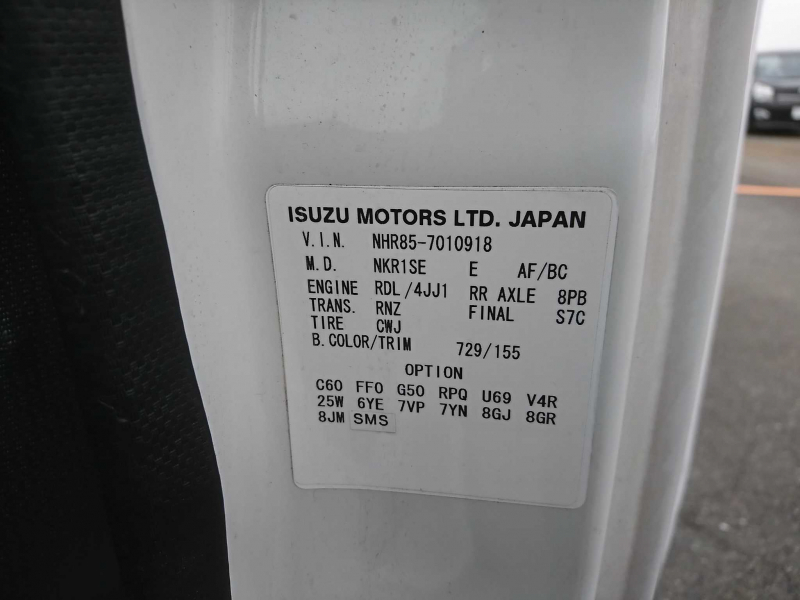 ISUZU MOTORS LTD. JAPAN
V.I.N. NHR85-7010918
M.D. NKR1SE E AF/BC
ENGINE RDL/4JJ1 RR AXLE 8PB
TRANS. RNZ FINAL S7C
TIRE CWJ
B.COLOR/TRIM 729/155
OPTION
C60 FF0 G50 RPQ U69 V4R
25W 6YE 7VP 7YN 8GJ 8GR
8JM SMS